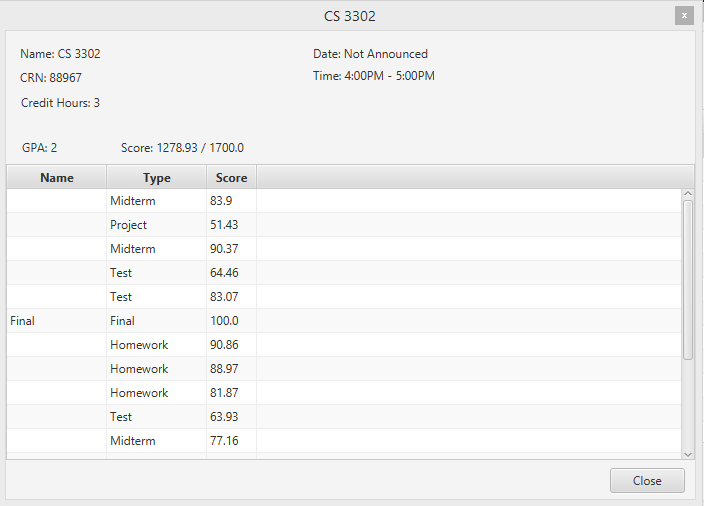 CS 3302
x
Name: CS 3302
Date: Not Announced
CRN: 88967
Time: 4:00PM - 5:00PM
Credit Hours: 3
GPA: 2
Score: 1278.93 / 1700.0
Name Type Score
Midterm 83.9
Project 51.43
Midterm 90.37
Test 64.46
Test 83.07
Final Final 100.0
Homework 90.86
Homework 88.97
Homework 81.87
Test 63.93
Midterm 77.16
Close